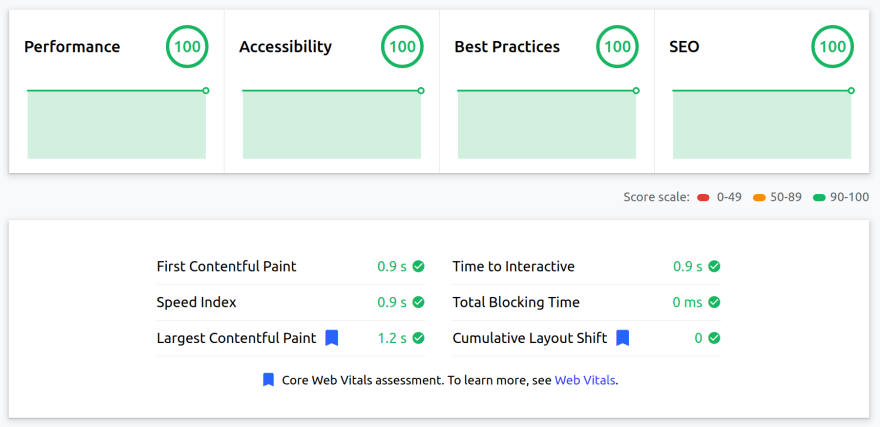 Performance 100 Accessibility 100 Best Practices 100 SEO 100
Score scale: 0-49 50-89 90-100
First Contentful Paint 0.9 s Time to Interactive 0.9 s
Speed Index 0.9 s Total Blocking Time 0 ms
Largest Contentful Paint 1.2 s Cumulative Layout Shift 0
Core Web Vitals assessment. To learn more, see Web Vitals.